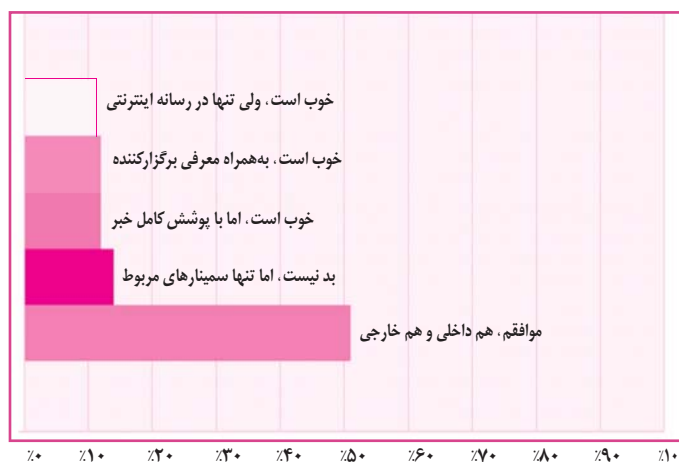 خوب است، ولی تنها در رسانه اینترنتی
خوب است، به‌همراه معرفی برگزارکننده
خوب است، اما با پوشش کامل خبر
بد نیست، اما تنها سمینارهای مربوط
موافقم، هم داخلی و هم خارجی
٪۰ ٪۱۰ ٪۲۰ ٪۳۰ ٪۴۰ ٪۵۰ ٪۶۰ ٪۷۰ ٪۸۰ ٪۹۰ ٪۱۰